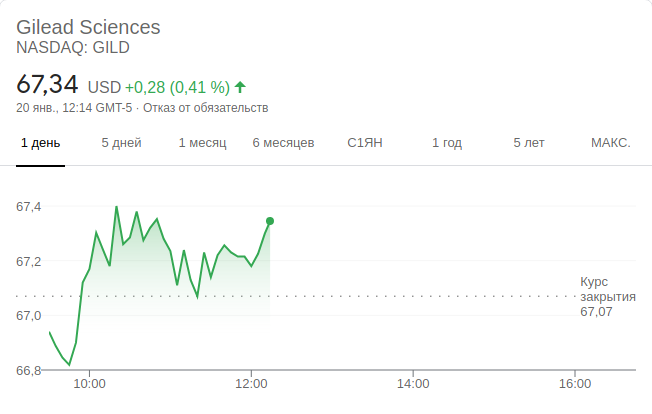 Gilead Sciences
NASDAQ: GILD
67,34 USD +0,28 (0,41 %)
20 янв., 12:14 GMT-5 · Отказ от обязательств
1 день 5 дней 1 месяц 6 месяцев С1ЯН 1 год 5 лет МАКС.
67,4
67,2
Курс
закрытия
67,07
67,0
66,8
10:00 12:00 14:00 16:00